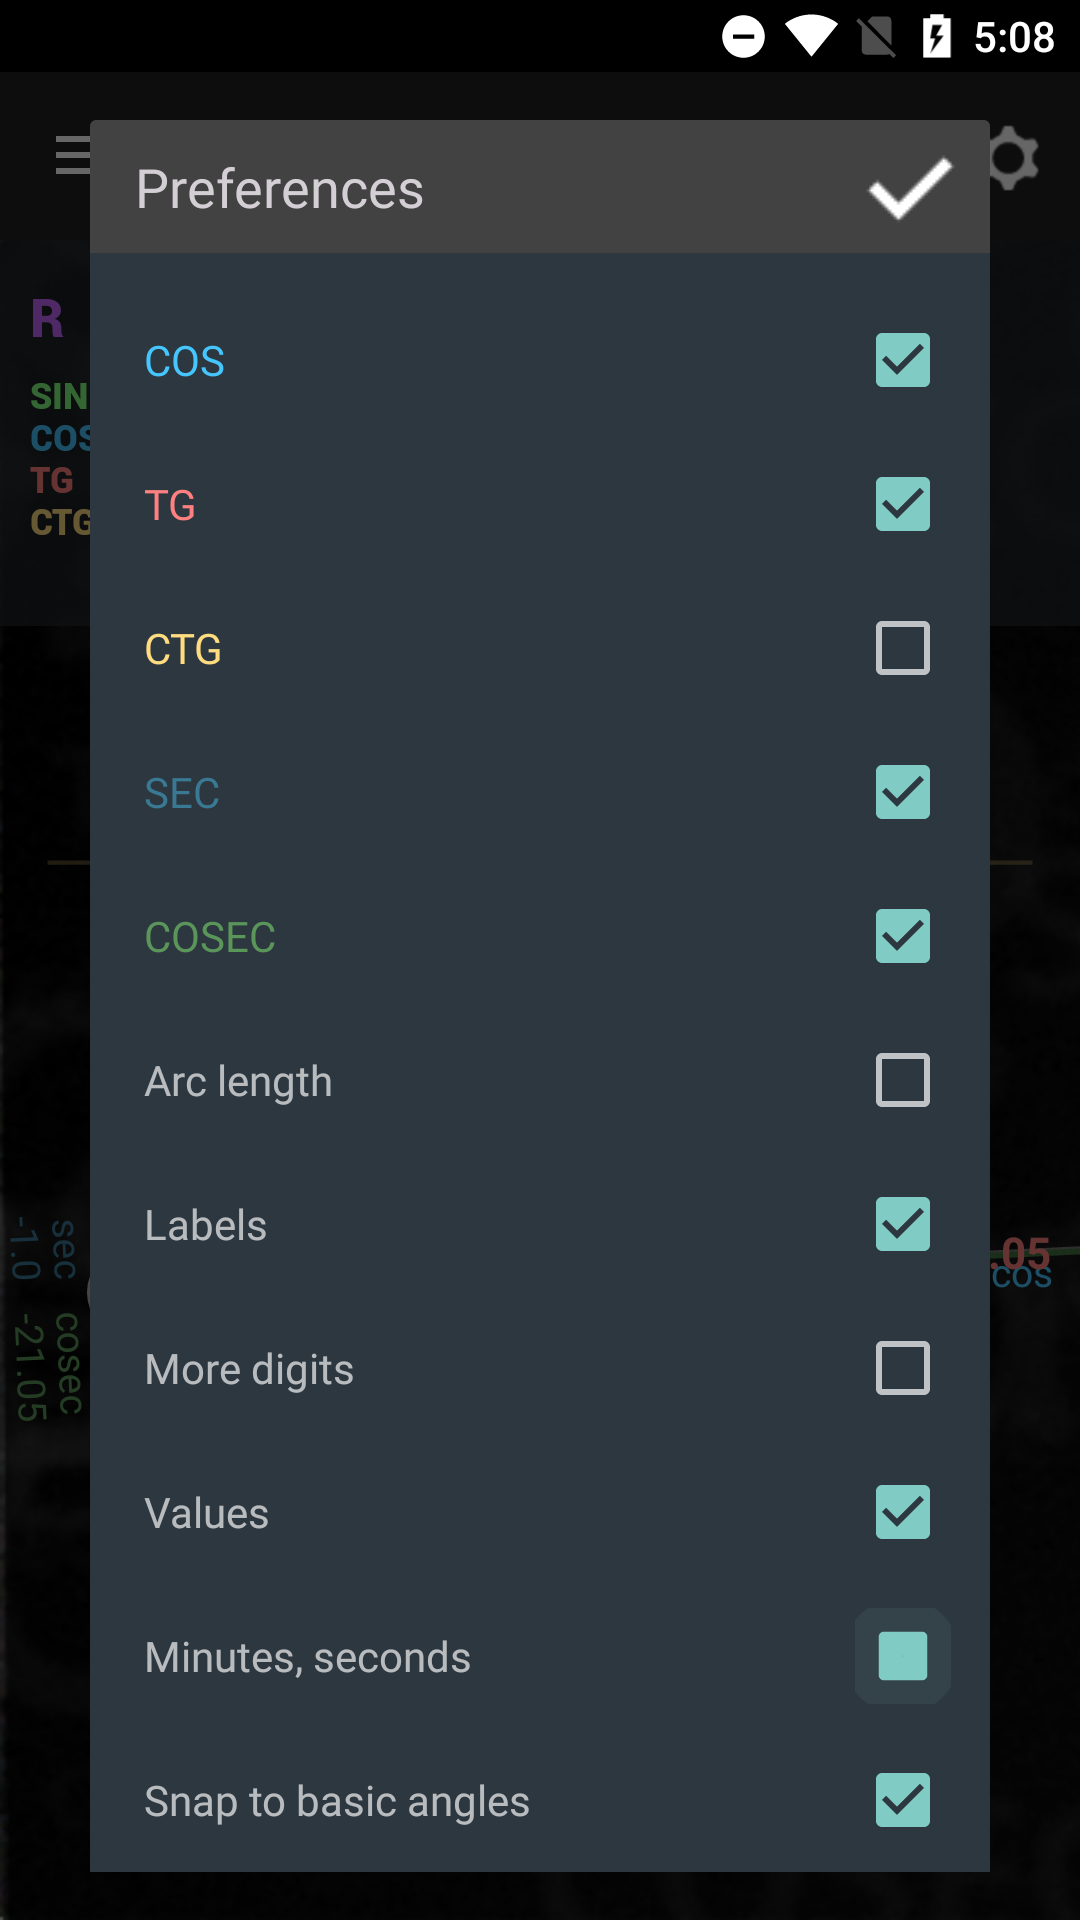 5:08
Preferences
R
SIN
COS
TG
CTG
COS
TG
CTG
SEC
COSEC
Arc length
Labels
More digits
Values
Minutes, seconds
Snap to basic angles
sec
-1.0
cosec
-21.05
.05
cos